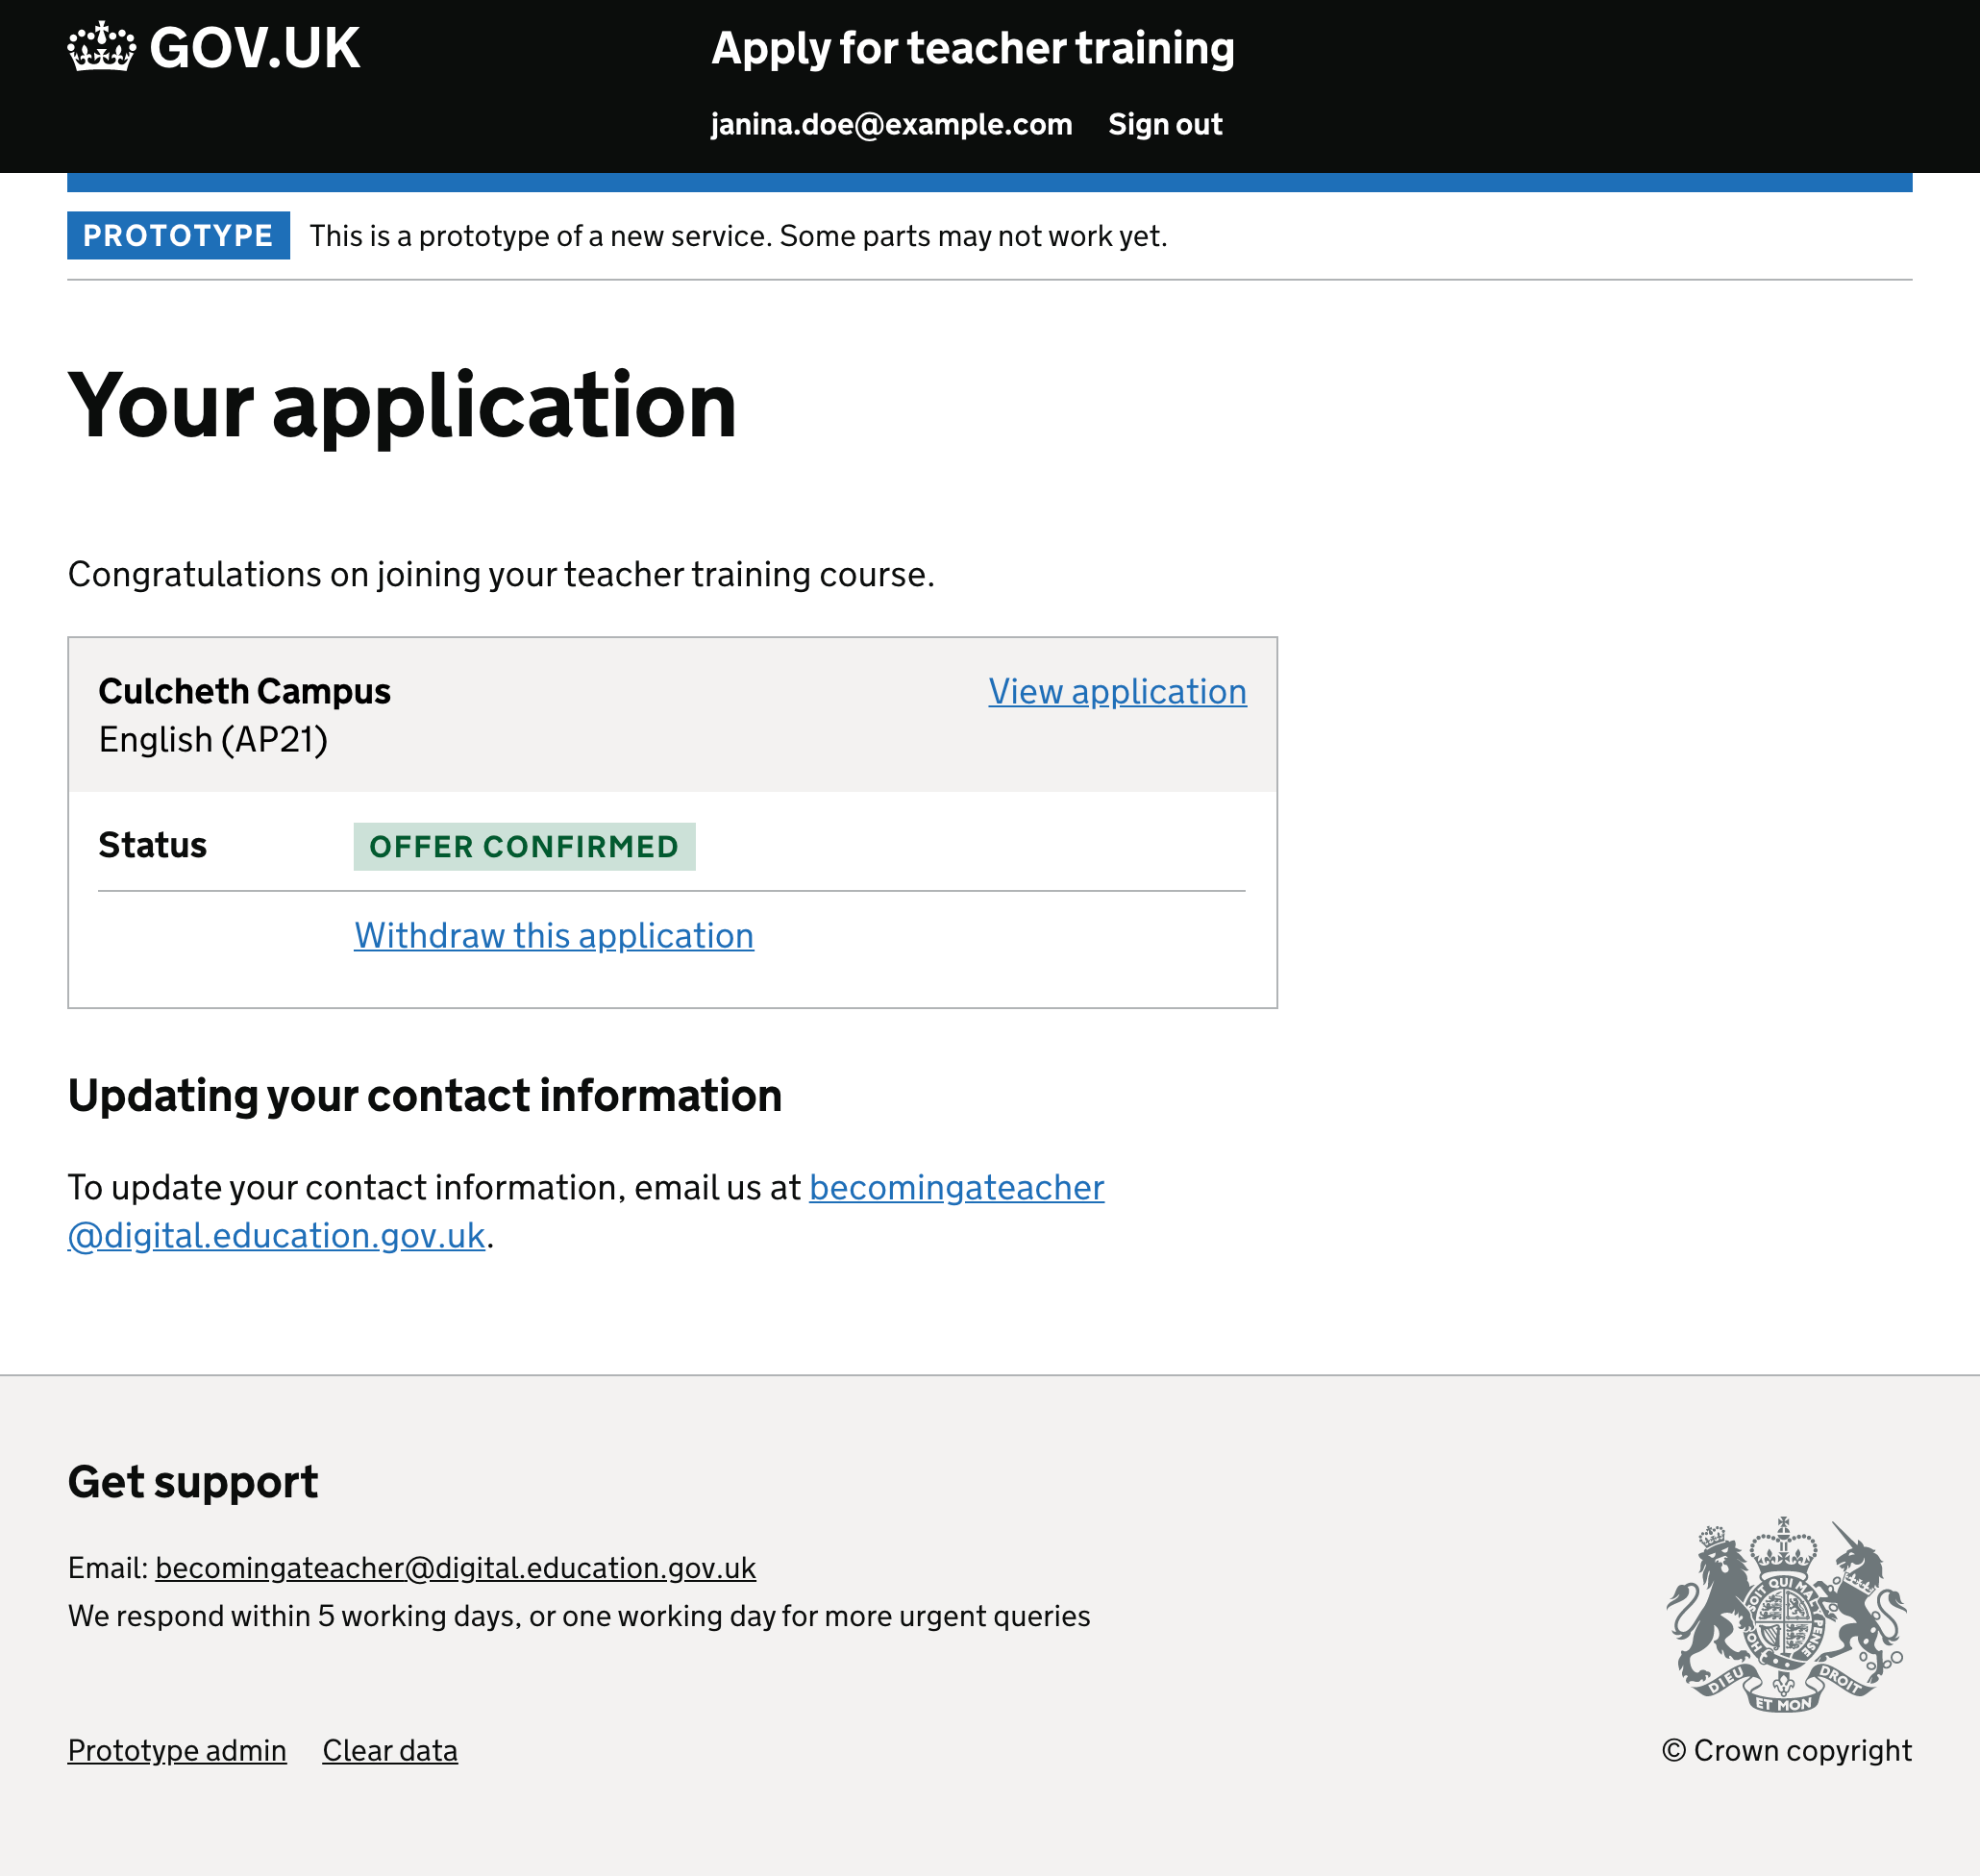 GOV.UK
Apply for teacher training
janina.doe@example.com Sign out
PROTOTYPE This is a prototype of a new service. Some parts may not work yet.
Your application
Congratulations on joining your teacher training course.
Culcheth Campus View application
English (AP21)
Status OFFER CONFIRMED
Withdraw this application
Updating your contact information
To update your contact information, email us at becomingateacher
@digital.education.gov.uk.
Get support
Email: becomingateacher@digital.education.gov.uk
We respond within 5 working days, or one working day for more urgent queries
HONI SOIT QUI MAL Y PENSE
DIEU ET MON DROIT
Prototype admin Clear data
© Crown copyright